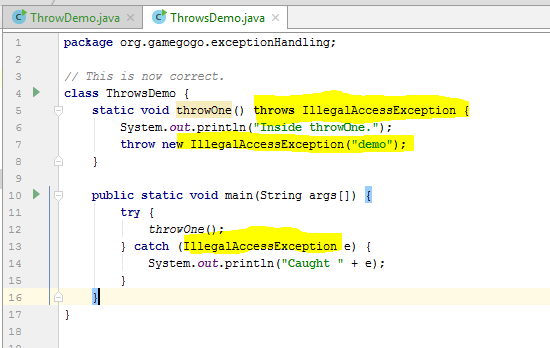 ThrowDemo.java × ThrowsDemo.java ×
1 package org.gamegogo.exceptionHandling;
2
3 // This is now correct.
4 class ThrowsDemo {
5 static void throwOne() throws IllegalAccessException {
6 System.out.println("Inside throwOne.");
7 throw new IllegalAccessException("demo");
8 }
9
10 public static void main(String args[]) {
11 try {
12 throwOne();
13 } catch (IllegalAccessException e) {
14 System.out.println("Caught " + e);
15 }
16 }
17 }
18